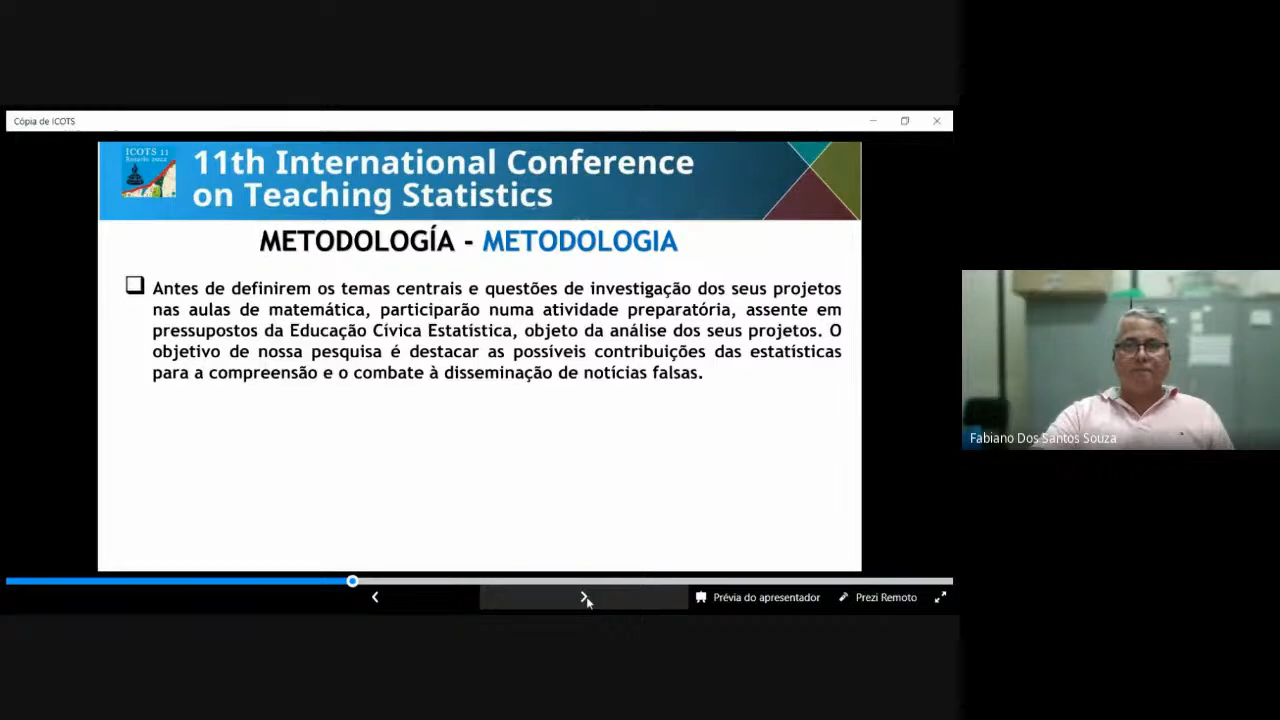 Cópia de ICOTS
ICOTS 11
11th International Conference
on Teaching Statistics
METODOLOGÍA - METODOLOGIA
Antes de definirem os temas centrais e questões de investigação dos seus projetos
nas aulas de matemática, participarão numa atividade preparatória, assente em
pressupostos da Educação Cívica Estatística, objeto da análise dos seus projetos. O
objetivo de nossa pesquisa é destacar as possíveis contribuições das estatísticas
para a compreensão e o combate à disseminação de notícias falsas.
Fabiano Dos Santos Souza
Prévia do apresentador
Prezi Remoto